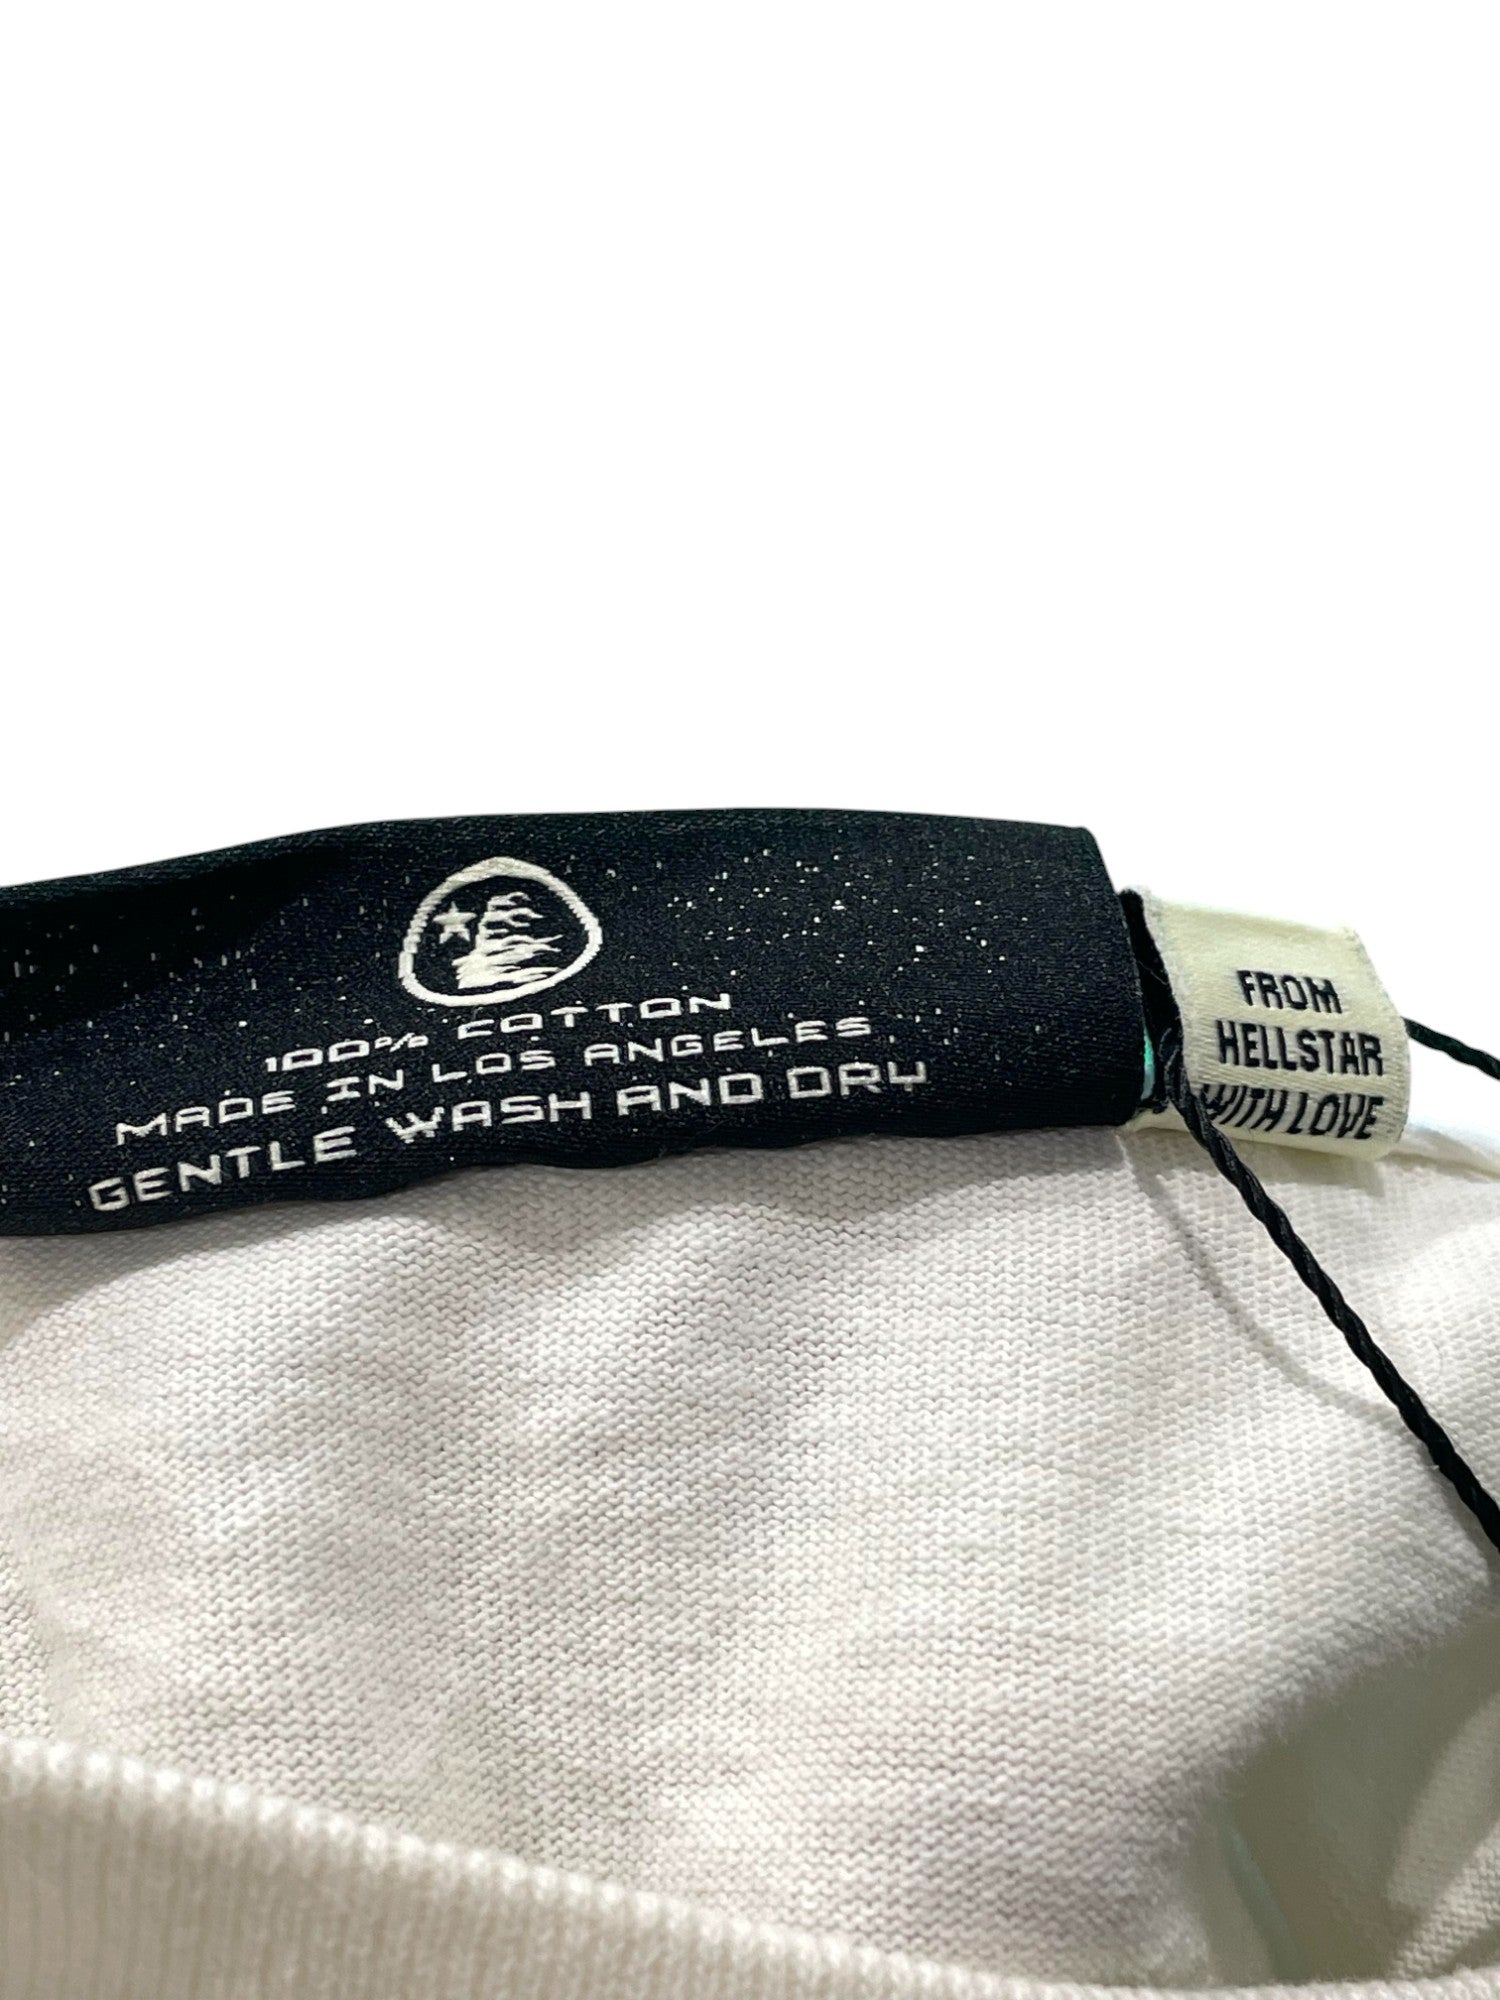 100% COTTON
MADE IN LOS ANGELES
GENTLE WASH AND DRY
FROM
HELLSTAR
WITH LOVE